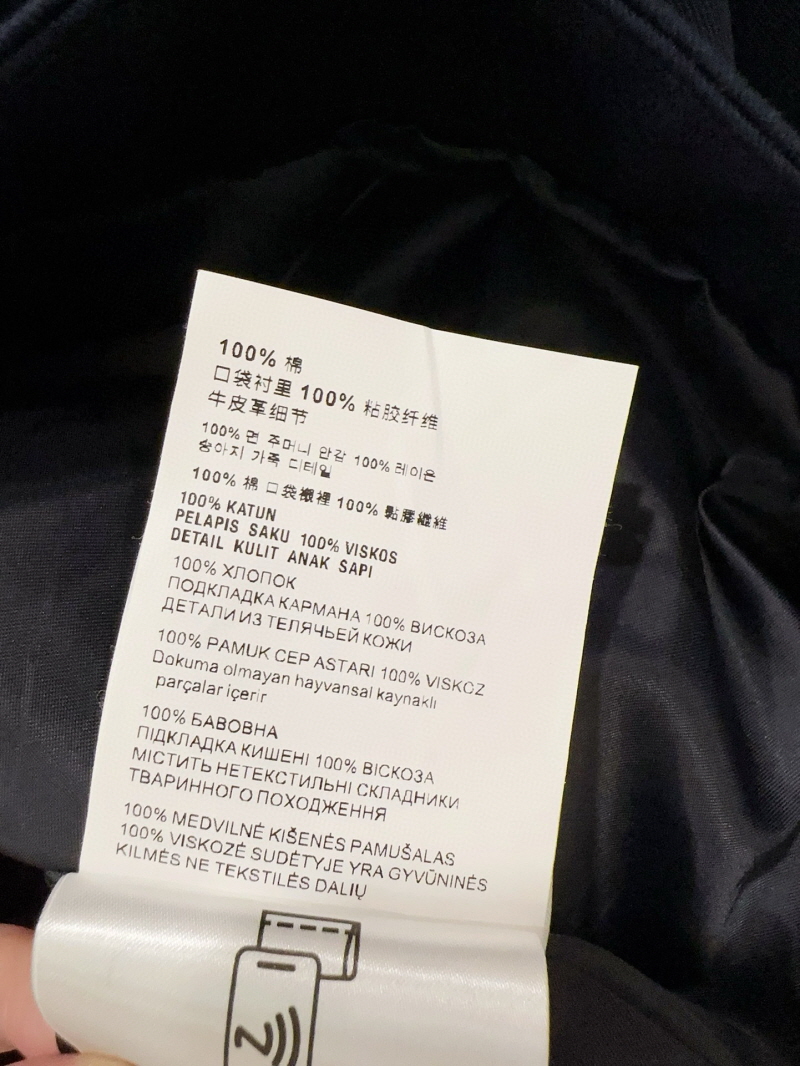 100% 棉
口袋衬里 100% 粘胶纤维
牛皮革细节
100% 면 주머니 안감 100% 레이온
송아지 가죽 디테일
100% 棉 口袋襯裡 100% 黏膠纖維
100% KATUN
PELAPIS SAKU 100% VISKOS
DETAIL KULIT ANAK SAPI
100% ХЛОПОК
ПОДКЛАДКА КАРМАНА 100% ВИСКОЗА
ДЕТАЛИ ИЗ ТЕЛЯЧЬЕЙ КОЖИ
100% PAMUK CEP ASTARI 100% VISKOZ
Dokuma olmayan hayvansal kaynaklı
parçalar içerir
100% БАВОВНА
ПІДКЛАДКА КИШЕНІ 100% ВІСКОЗА
МІСТИТЬ НЕТЕКСТИЛЬНІ СКЛАДНИКИ
ТВАРИННОГО ПОХОДЖЕННЯ
100% MEDVILNĖ KIŠENĖS PAMUŠALAS
100% VISKOZĖ SUDĖTYJE YRA GYVŪNINĖS
KILMĖS NE TEKSTILĖS DALIŲ